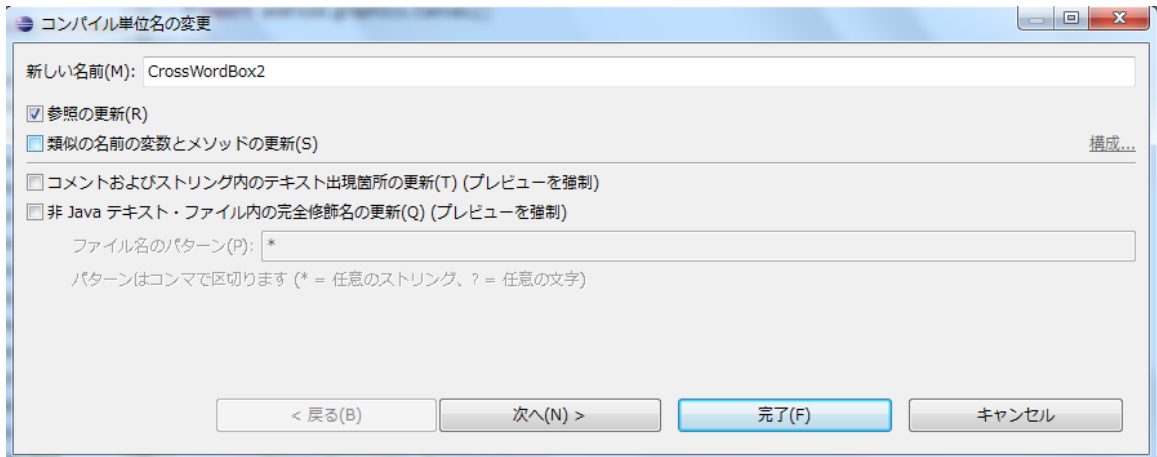 import android.graphics.Canvas;
コンパイル単位名の変更
新しい名前(M): CrossWordBox2
参照の更新(R)
類似の名前の変数とメソッドの更新(S)
構成...
コメントおよびストリング内のテキスト出現箇所の更新(T) (プレビューを強制)
非 Java テキスト・ファイル内の完全修飾名の更新(Q) (プレビューを強制)
ファイル名のパターン(P): *
パターンはコンマで区切ります (* = 任意のストリング、? = 任意の文字)
< 戻る(B)
次へ(N) >
完了(F)
キャンセル